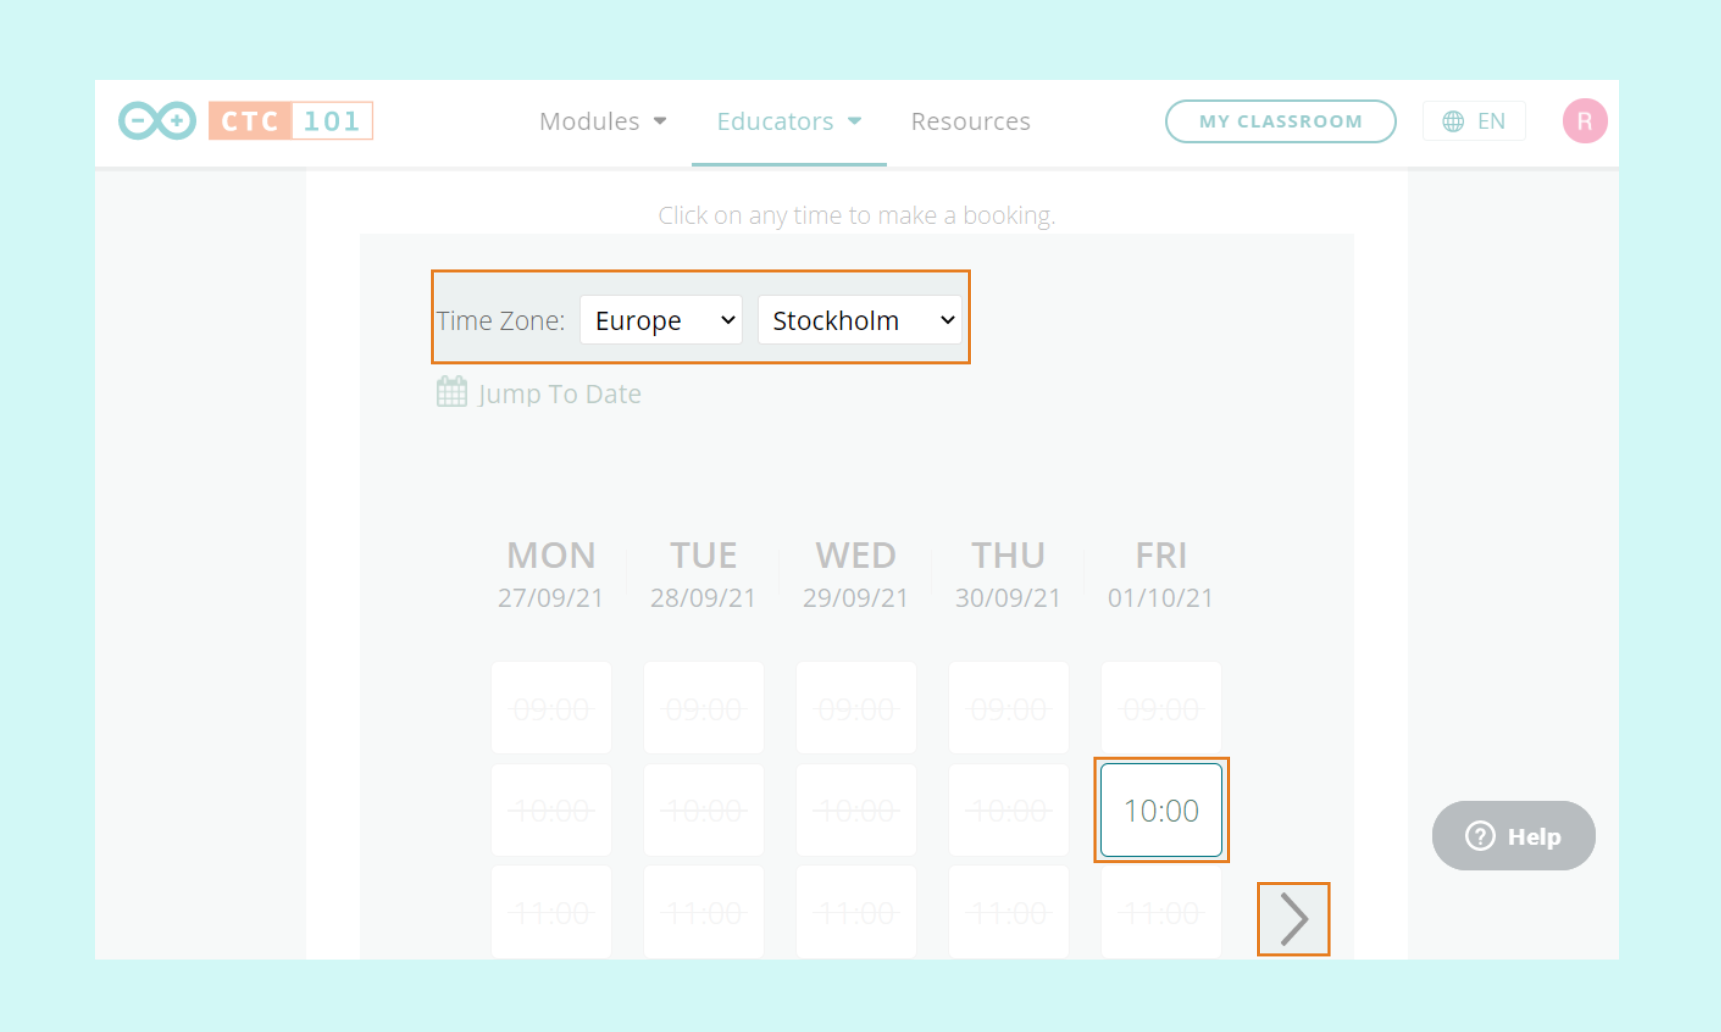 CTC 101 Modules Educators Resources MY CLASSROOM EN R
Click on any time to make a booking.
Time Zone: Europe Stockholm
Jump To Date
MON TUE WED THU FRI
27/09/21 28/09/21 29/09/21 30/09/21 01/10/21
09:00 09:00 09:00 09:00 09:00
10:00 10:00 10:00 10:00 10:00
? Help
11:00 11:00 11:00 11:00 11:00